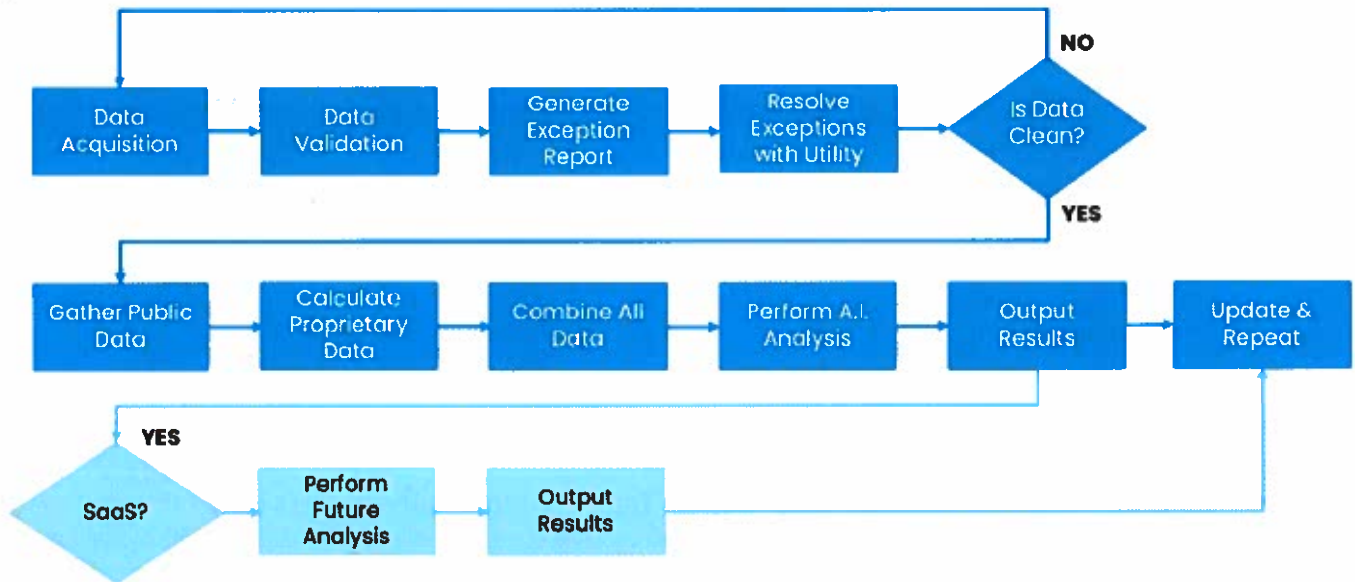 NO
Data
Acquisition
Data
Validation
Generate
Exception
Report
Resolve
Exceptions
with Utility
Is Data
Clean?
YES
Gather Public
Data
Calculate
Proprietary
Data
Combine All
Data
Perform A.I.
Analysis
Output
Results
Update &
Repeat
YES
SaaS?
Perform
Future
Analysis
Output
Results